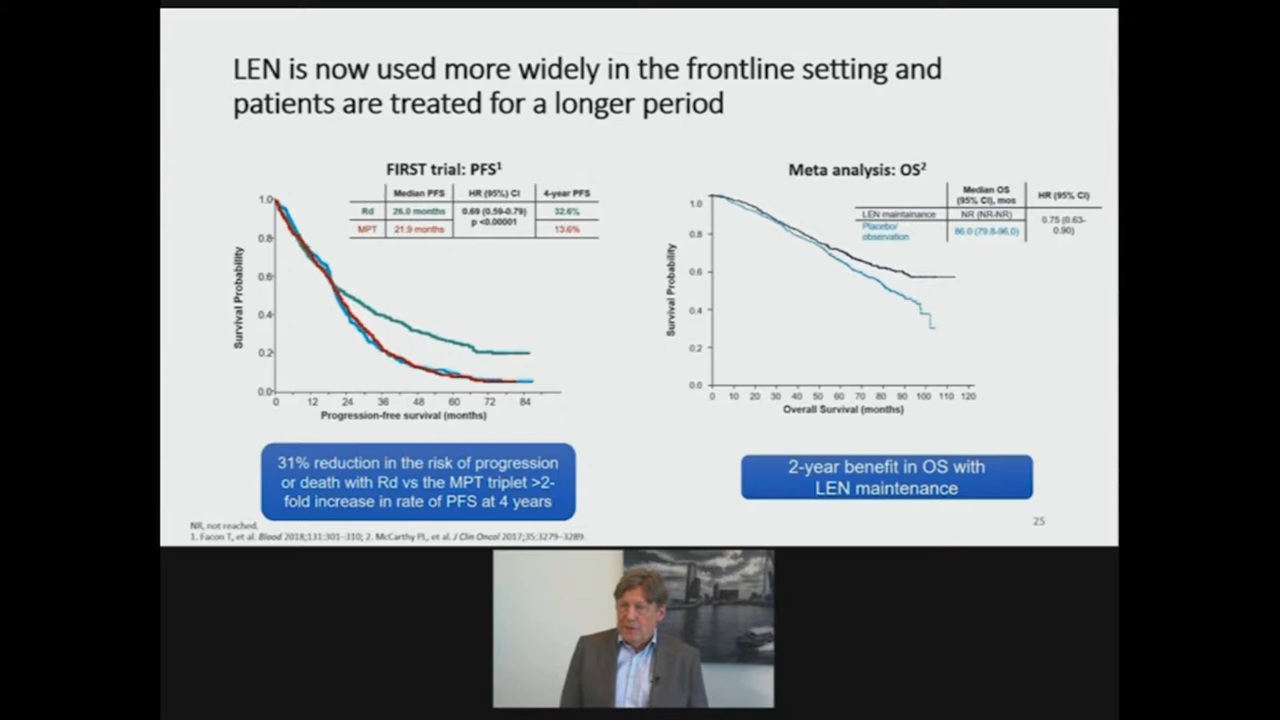 LEN is now used more widely in the frontline setting and
patients are treated for a longer period
FIRST trial: PFS1
Median PFS HR (95%) CI 4-year PFS
Rd 26.0 months 0.69 (0.59-0.79) 32.6%
p <0.00001
MPT 21.9 months 13.6%
Survival Probability
1.0
0.8
0.6
0.4
0.2
0.0
0 12 24 36 48 60 72 84
Progression-free survival (months)
31% reduction in the risk of progression
or death with Rd vs the MPT triplet >2-
fold increase in rate of PFS at 4 years
Meta analysis: OS2
Median OS
(95% CI), mos
HR (95% CI)
LEN maintainance NR (NR-NR)
Placebo/
observation
86.0 (79.8-96.0)
0.75 (0.63-
0.90)
Survival Probability
1.0
0.8
0.6
0.4
0.2
0.0
0 10 20 30 40 50 60 70 80 90 100 110 120
Overall Survival (months)
2-year benefit in OS with
LEN maintenance
25
NR, not reached.
1. Facon T, et al. Blood 2018;131:301–310; 2. McCarthy PL, et al. J Clin Oncol 2017;35:3279–3289.